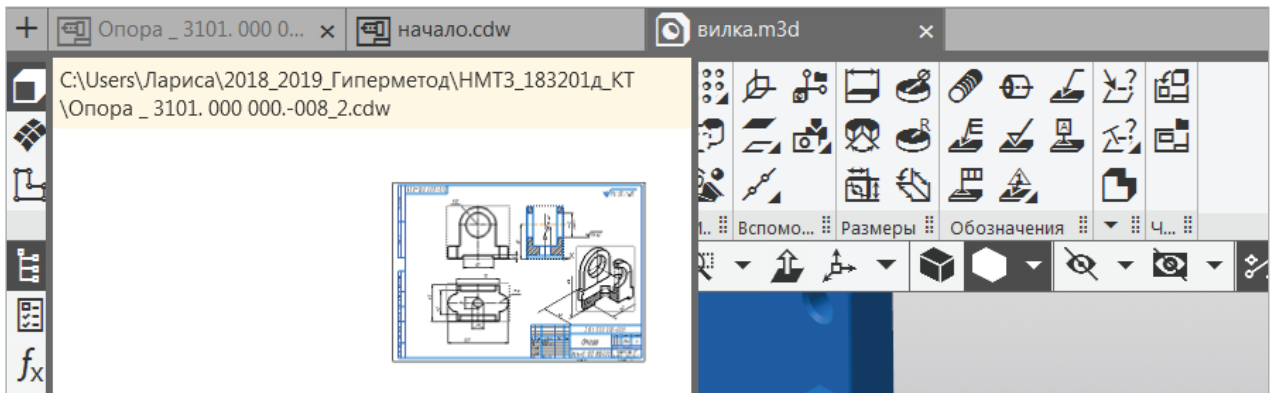 Опора _ 3101. 000 0...
начало.cdw
вилка.m3d
C:\Users\Лариса\2018_2019_Гиперметод\НМТЗ_183201д_КТ
\Опора _ 3101. 000 000.-008_2.cdw
Вспомо...
Размеры
Обозначения
Ч...
fx